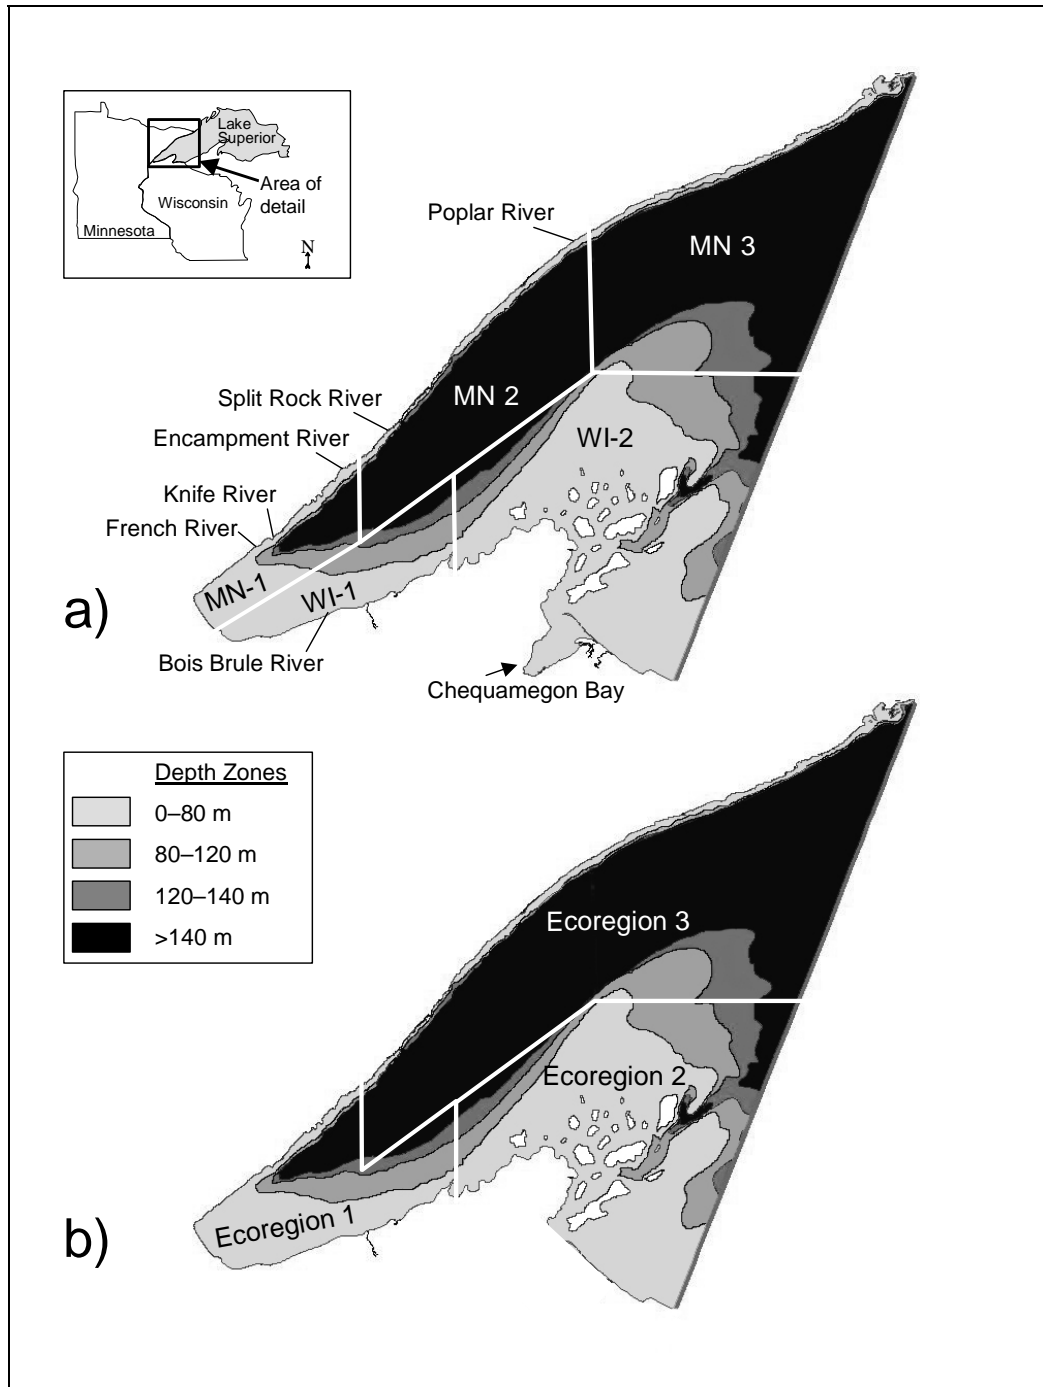 Lake
Superior
Area of
detail
Wisconsin
Minnesota
N
Poplar River
MN 3
Split Rock River
MN 2
Encampment River
WI-2
Knife River
French River
MN-1
WI-1
a)
Bois Brule River
Chequamegon Bay
Depth Zones
0–80 m
80–120 m
120–140 m
>140 m
Ecoregion 3
Ecoregion 2
Ecoregion 1
b)